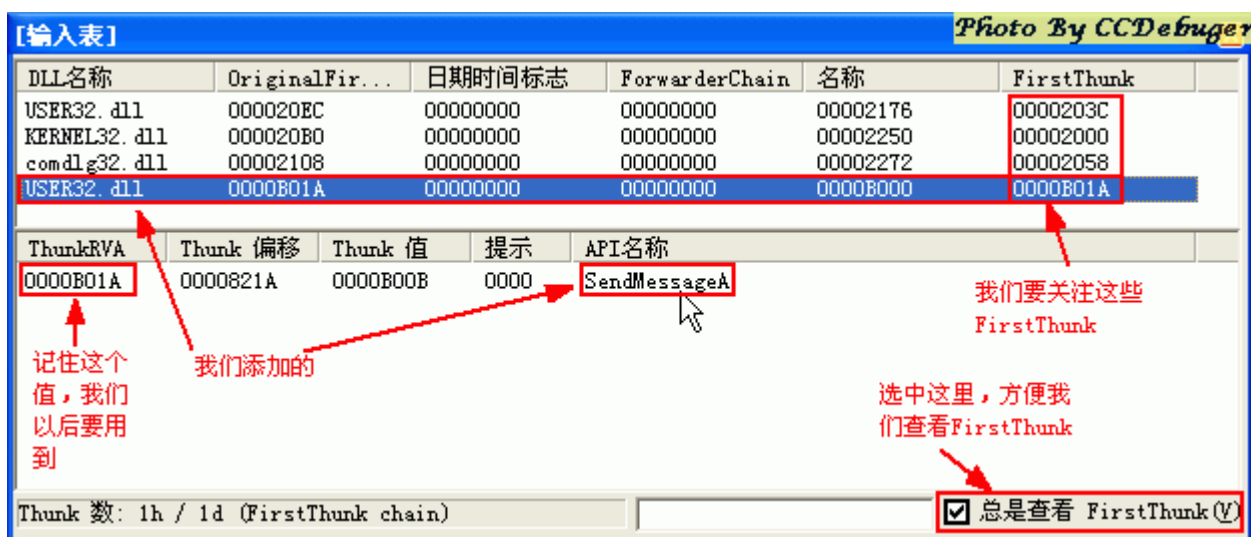 [输入表]
Photo By CCDebuger
DLL名称 OriginalFir... 日期时间标志 ForwarderChain 名称 FirstThunk
USER32.dll 000020EC 00000000 00000000 00002176 0000203C
KERNEL32.dll 000020B0 00000000 00000000 00002250 00002000
comdlg32.dll 00002108 00000000 00000000 00002272 00002058
USER32.dll 0000B01A 00000000 00000000 0000B000 0000B01A
ThunkRVA Thunk 偏移 Thunk 值 提示 API名称
0000B01A 0000821A 0000B00B 0000 SendMessageA
我们要关注这些
FirstThunk
记住这个
值，我们
以后要用
到
我们添加的
选中这里，方便我
们查看FirstThunk
Thunk 数: 1h / 1d (FirstThunk chain)
总是查看 FirstThunk(V)